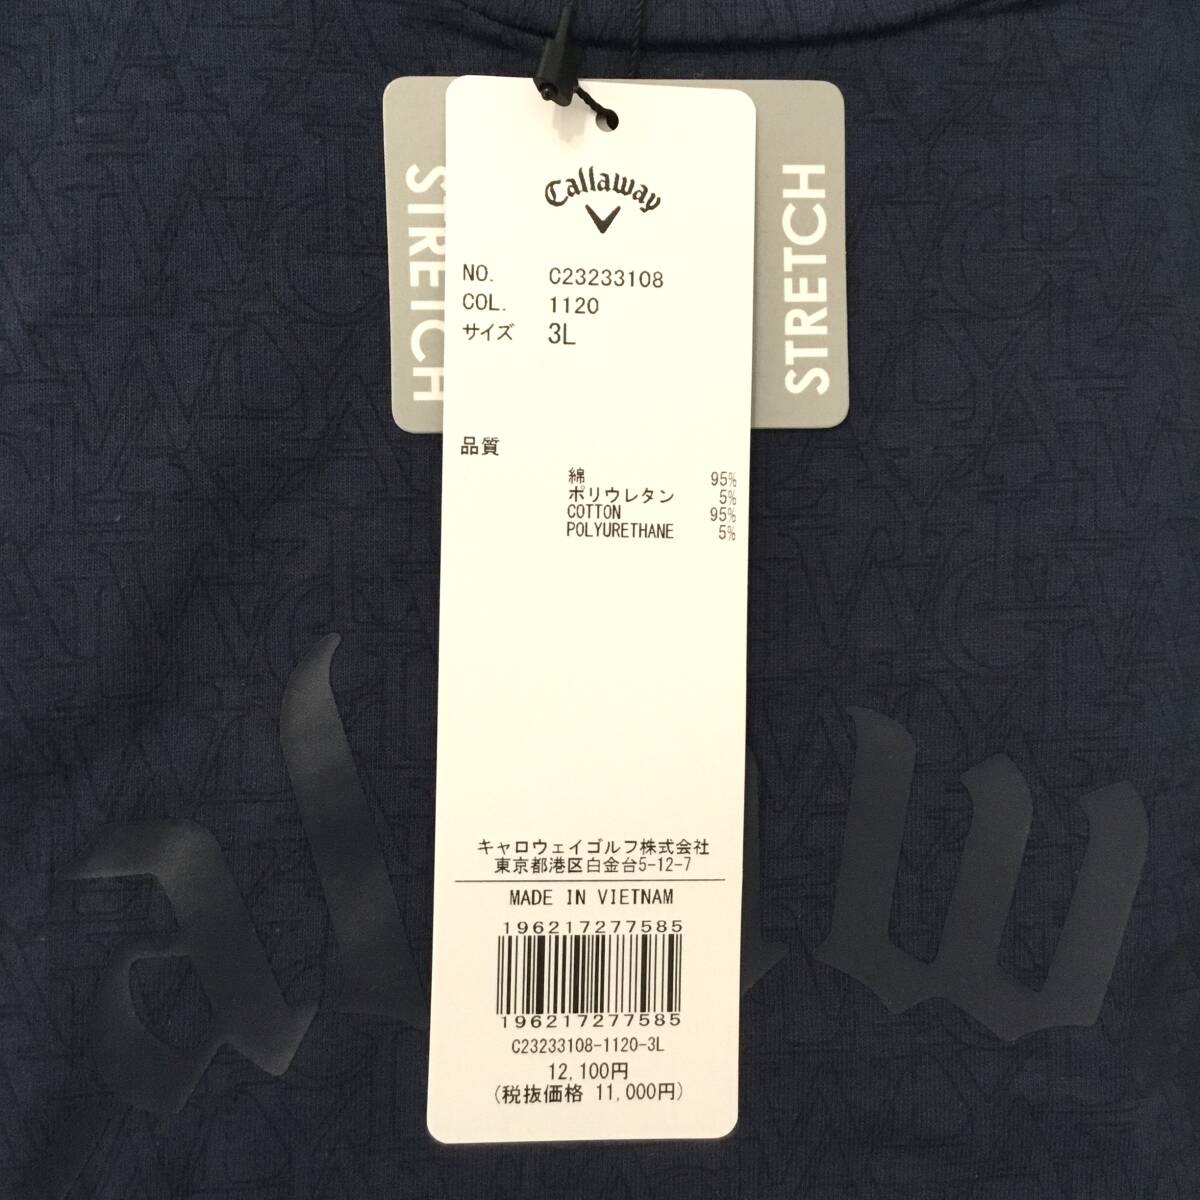 Callaway
NO. C23233108
COL. 1120
サイズ 3L
STRETCH
STRETCH
品質
綿 95%
ポリウレタン 5%
COTTON 95%
POLYURETHANE 5%
キャロウェイゴルフ株式会社
東京都港区白金台5-12-7
MADE IN VIETNAM
196217277585
196217277585
C23233108-1120-3L
12,100円
(税抜価格 11,000円)